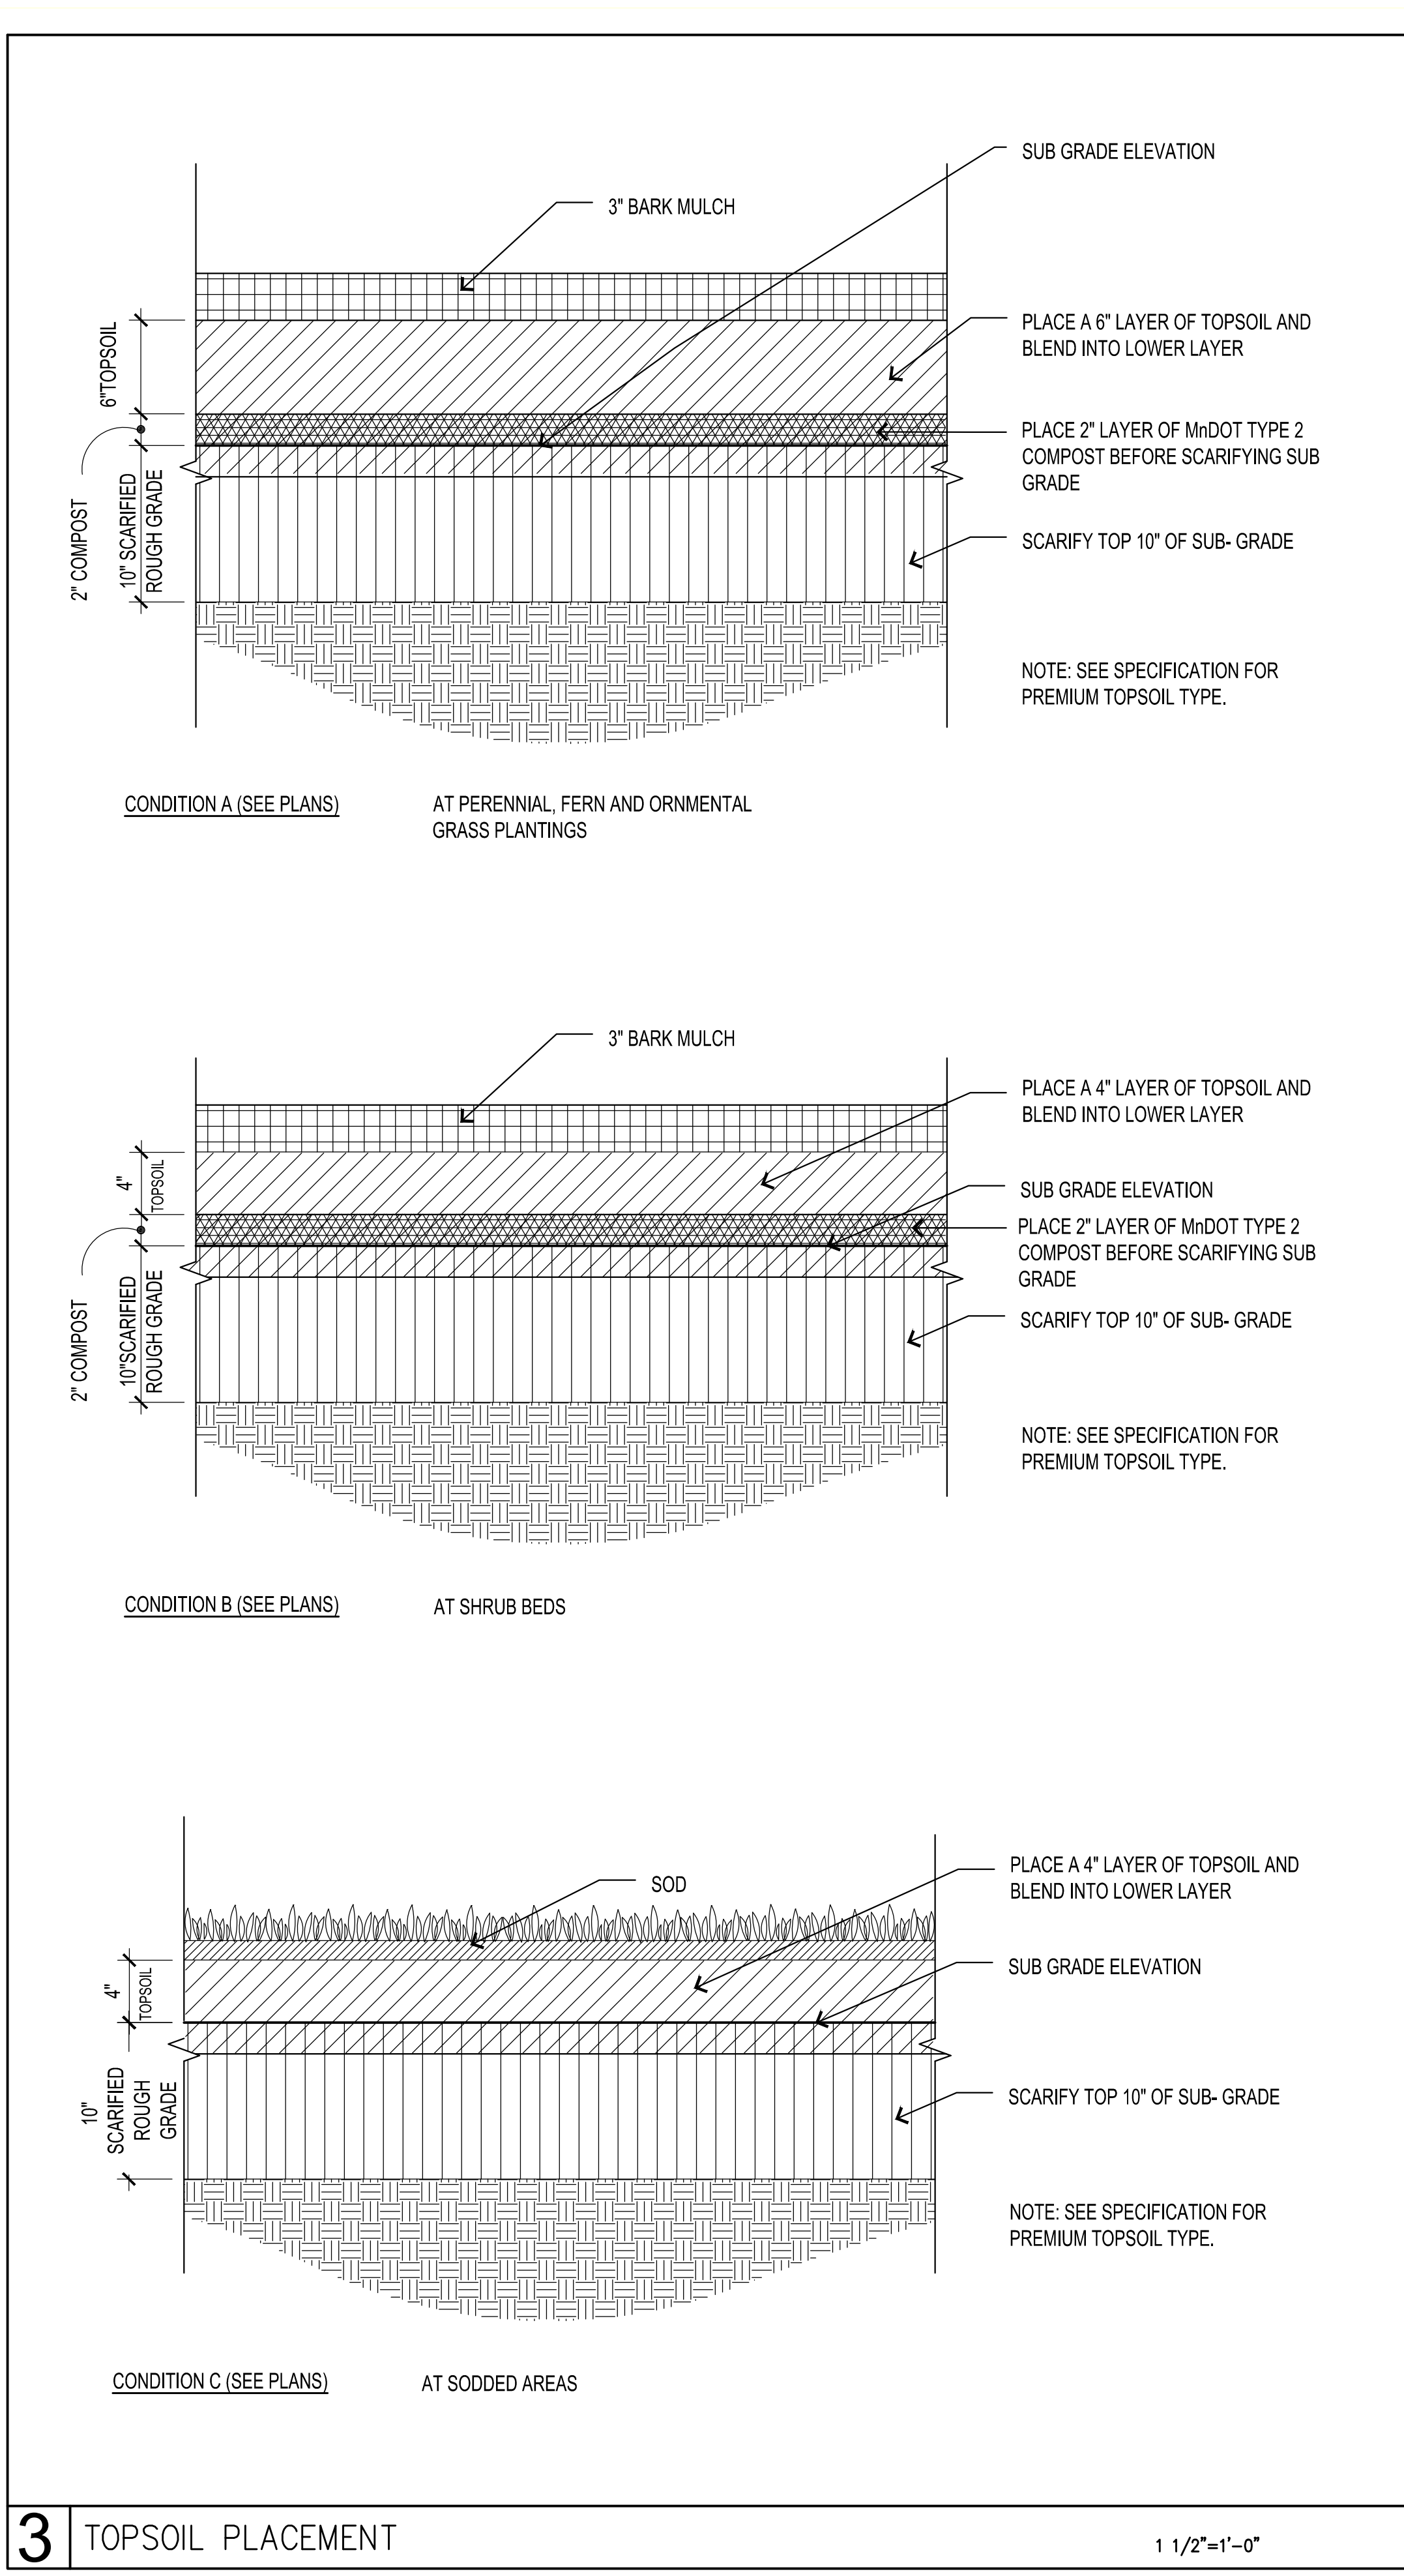 SUB GRADE ELEVATION
3" BARK MULCH
PLACE A 6" LAYER OF TOPSOIL AND
BLEND INTO LOWER LAYER
6"TOPSOIL
PLACE 2" LAYER OF MnDOT TYPE 2
COMPOST BEFORE SCARIFYING SUB
GRADE
2" COMPOST
10" SCARIFIED
ROUGH GRADE
SCARIFY TOP 10" OF SUB- GRADE
NOTE: SEE SPECIFICATION FOR
PREMIUM TOPSOIL TYPE.
CONDITION A (SEE PLANS)
AT PERENNIAL, FERN AND ORNMENTAL
GRASS PLANTINGS
3" BARK MULCH
PLACE A 4" LAYER OF TOPSOIL AND
BLEND INTO LOWER LAYER
4"
TOPSOIL
SUB GRADE ELEVATION
PLACE 2" LAYER OF MnDOT TYPE 2
COMPOST BEFORE SCARIFYING SUB
GRADE
2" COMPOST
10"SCARIFIED
ROUGH GRADE
SCARIFY TOP 10" OF SUB- GRADE
NOTE: SEE SPECIFICATION FOR
PREMIUM TOPSOIL TYPE.
CONDITION B (SEE PLANS)
AT SHRUB BEDS
PLACE A 4" LAYER OF TOPSOIL AND
BLEND INTO LOWER LAYER
SOD
4"
TOPSOIL
SUB GRADE ELEVATION
10"
SCARIFIED
ROUGH
GRADE
SCARIFY TOP 10" OF SUB- GRADE
NOTE: SEE SPECIFICATION FOR
PREMIUM TOPSOIL TYPE.
CONDITION C (SEE PLANS)
AT SODDED AREAS
3
TOPSOIL PLACEMENT
1 1/2"=1'-0"